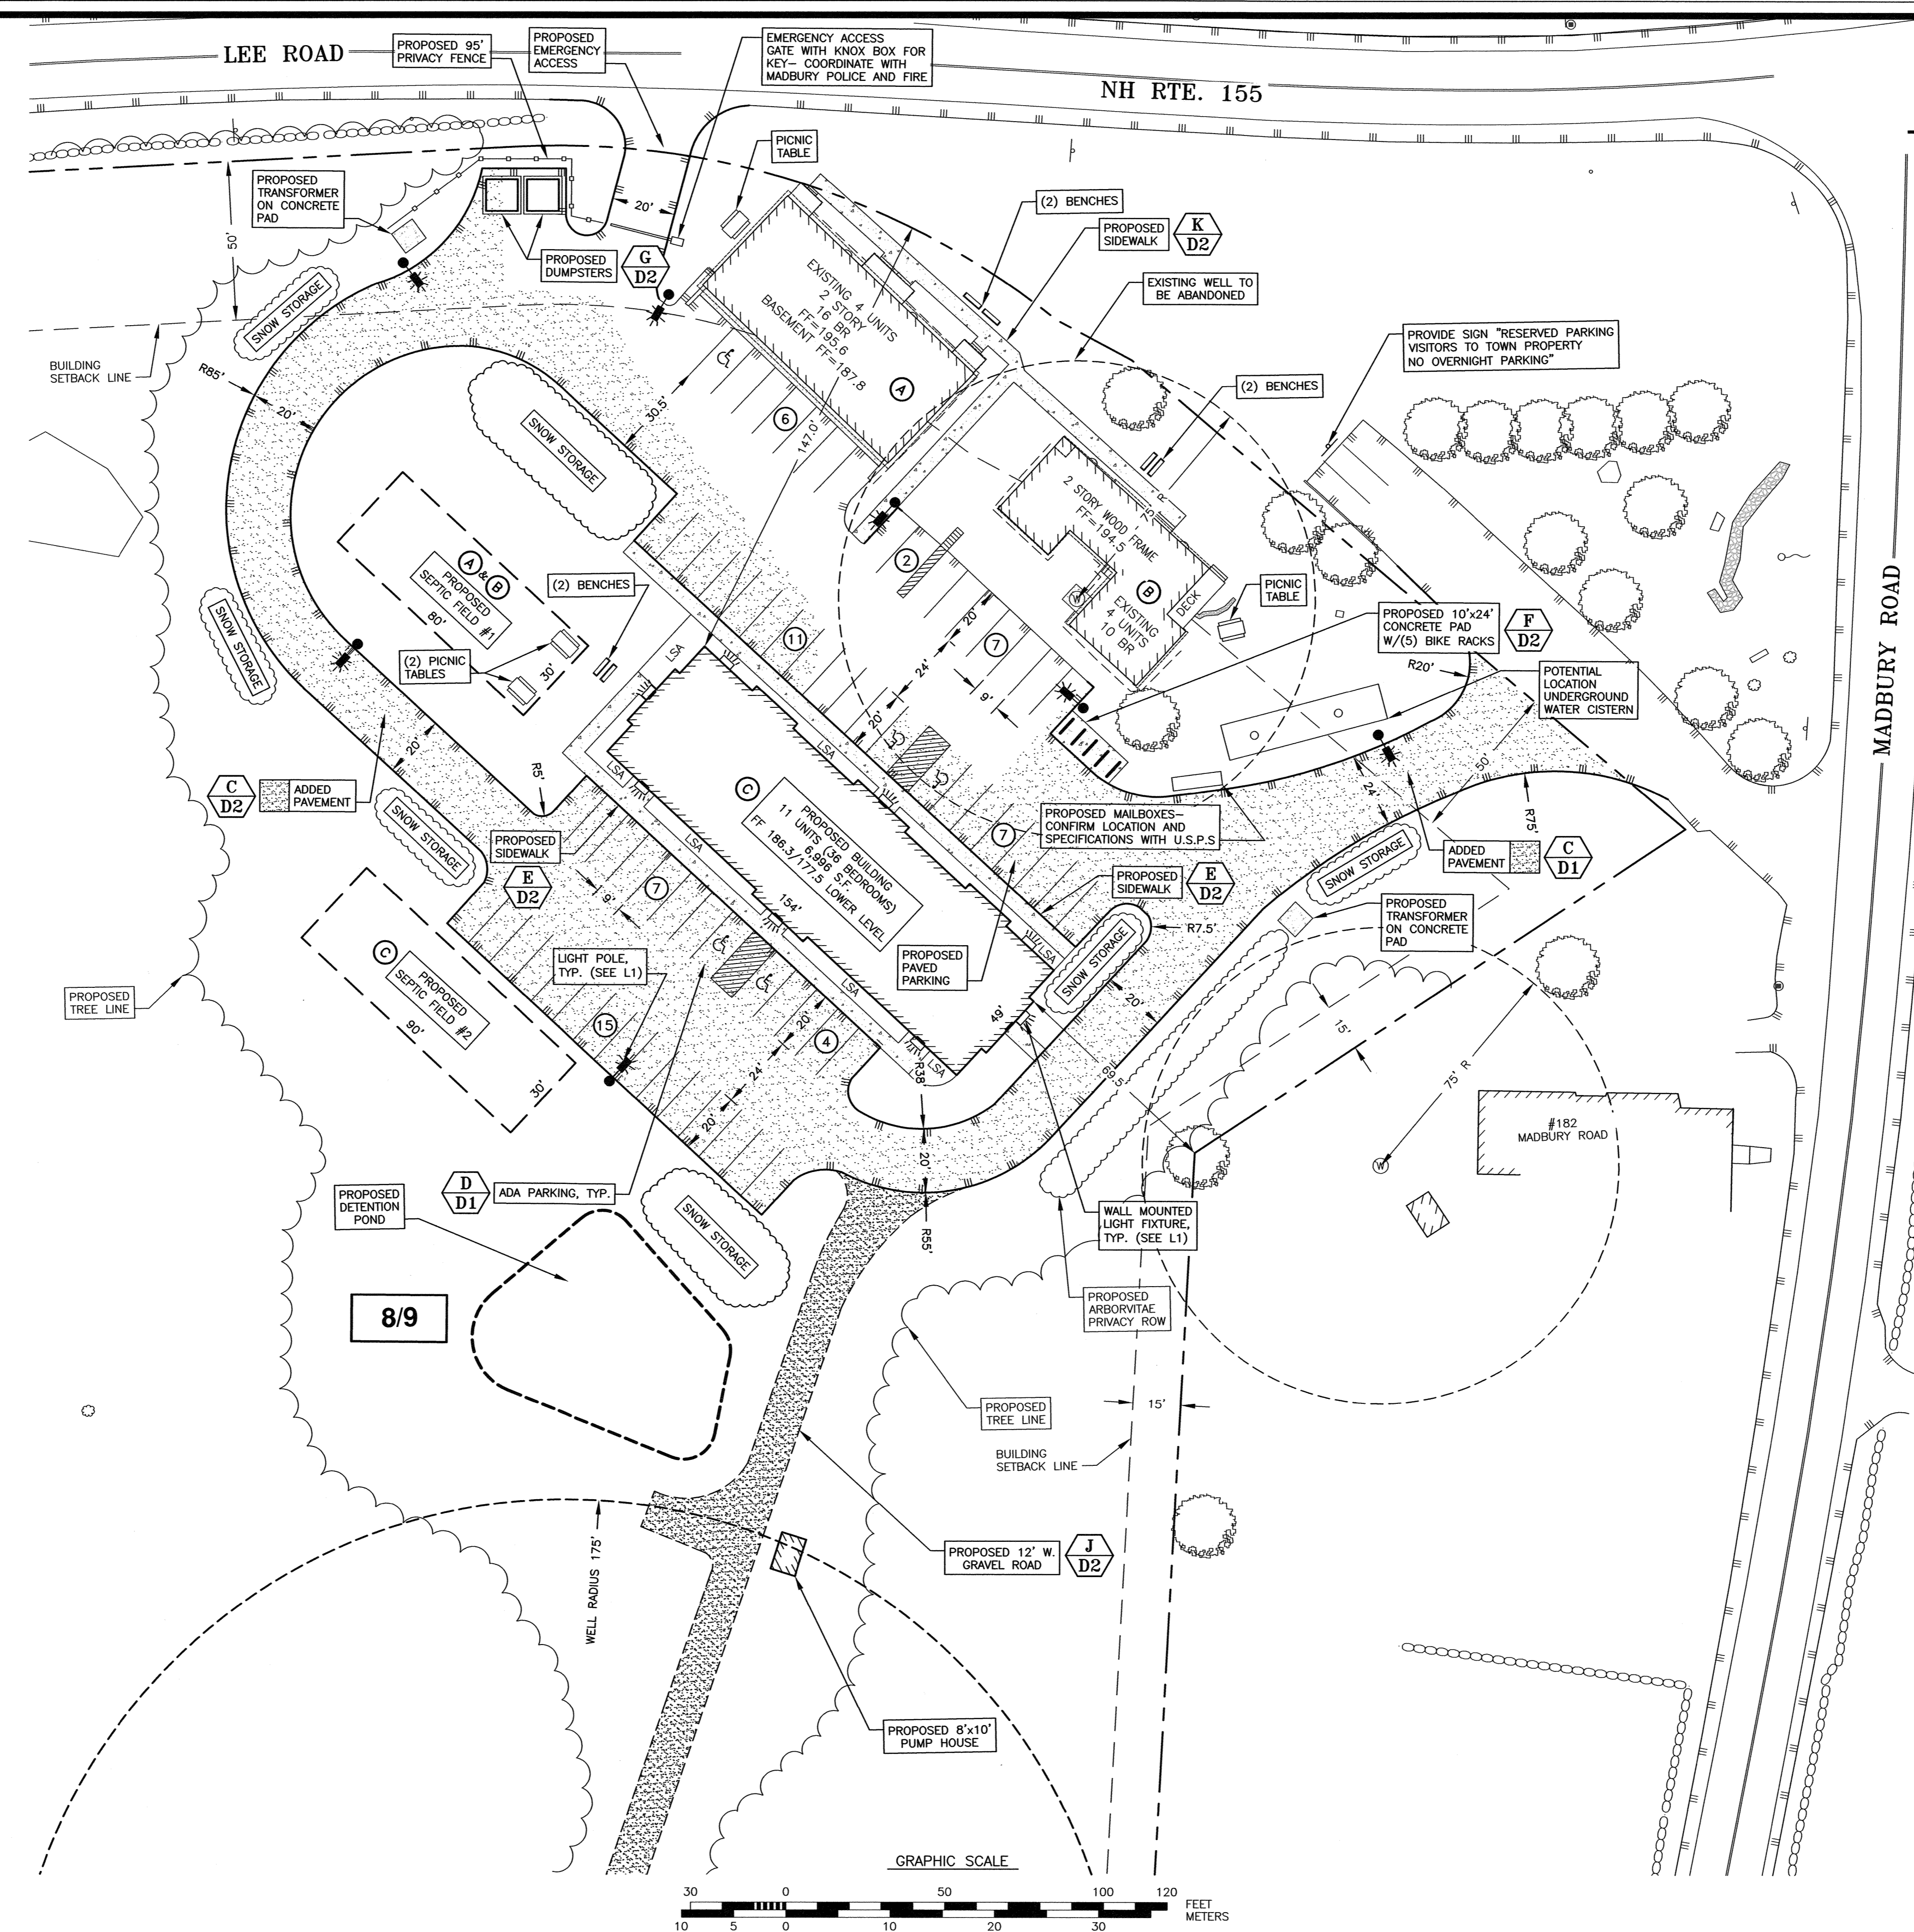 LEE ROAD
PROPOSED 95'
PRIVACY FENCE
PROPOSED
EMERGENCY
ACCESS
EMERGENCY ACCESS
GATE WITH KNOX BOX FOR
KEY— COORDINATE WITH
MADBURY POLICE AND FIRE
NH RTE. 155
PICNIC
TABLE
PROPOSED
TRANSFORMER
ON CONCRETE
PAD
50'
20'
(2) BENCHES
PROPOSED
SIDEWALK
K
D2
PROPOSED
DUMPSTERS
G
D2
EXISTING WELL TO
BE ABANDONED
SNOW STORAGE
EXISTING 4 UNITS
2 STORY
16 BR
FF=195.6
BASEMENT FF=187.8
A
PROVIDE SIGN "RESERVED PARKING
VISITORS TO TOWN PROPERTY
NO OVERNIGHT PARKING"
BUILDING
SETBACK LINE
R85'
20'
30.5'
6
147.0'
(2) BENCHES
SNOW STORAGE
75' R
2 STORY WOOD FRAME
FF=194.5
B
EXISTING
4 UNITS
10 BR
DECK
W
PICNIC
TABLE
2
A & B
PROPOSED
SEPTIC FIELD #1
80'
30'
(2) BENCHES
(2) PICNIC
TABLES
SNOW STORAGE
LSA
11
20'
24'
20'
7
9'
PROPOSED 10'x24'
CONCRETE PAD
W/(5) BIKE RACKS
F
D2
R20'
POTENTIAL
LOCATION
UNDERGROUND
WATER CISTERN
MADBURY ROAD
C
D2
ADDED
PAVEMENT
20'
R5'
LSA
LSA
SNOW STORAGE
PROPOSED
SIDEWALK
E
D2
C
PROPOSED BUILDING
11 UNITS (36 BEDROOMS)
6,996 S.F.
FF 186.3/177.5 LOWER LEVEL
LSA
154'
7
PROPOSED MAILBOXES—
CONFIRM LOCATION AND
SPECIFICATIONS WITH U.S.P.S
24'
50'
R75'
ADDED
PAVEMENT
C
D1
SNOW STORAGE
PROPOSED
SIDEWALK
E
D2
PROPOSED
TRANSFORMER
ON CONCRETE
PAD
7
9'
C
PROPOSED
SEPTIC FIELD #2
90'
30'
LIGHT POLE,
TYP. (SEE L1)
PROPOSED
PAVED
PARKING
LSA
SNOW STORAGE
R7.5'
20'
PROPOSED
TREE LINE
15
LSA
49'
4
20'
24'
20'
LSA
R38'
69.5
15'
75' R
W
#182
MADBURY ROAD
20'
R55'
PROPOSED
DETENTION
POND
D
D1
ADA PARKING, TYP.
SNOW STORAGE
WALL MOUNTED
LIGHT FIXTURE,
TYP. (SEE L1)
8/9
PROPOSED
ARBORVITAE
PRIVACY ROW
PROPOSED
TREE LINE
15'
BUILDING
SETBACK LINE
WELL RADIUS 175'
PROPOSED 12' W.
GRAVEL ROAD
J
D2
PROPOSED 8'x10'
PUMP HOUSE
GRAPHIC SCALE
30 0 50 100 120
FEET
METERS
10 5 0 10 20 30